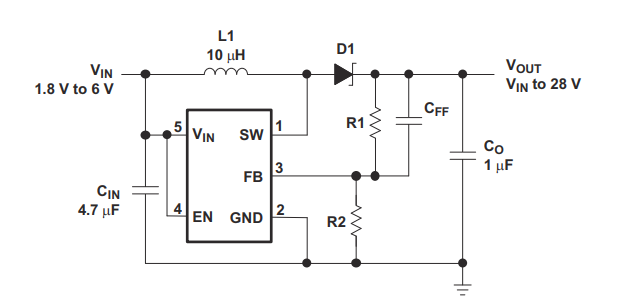 L1
10 μH
D1
VIN
1.8 V to 6 V
VOUT
VIN to 28 V
CFF
R1
5
VIN
SW
1
CO
1 μF
FB
3
CIN
4.7 μF
4
EN
GND
2
R2